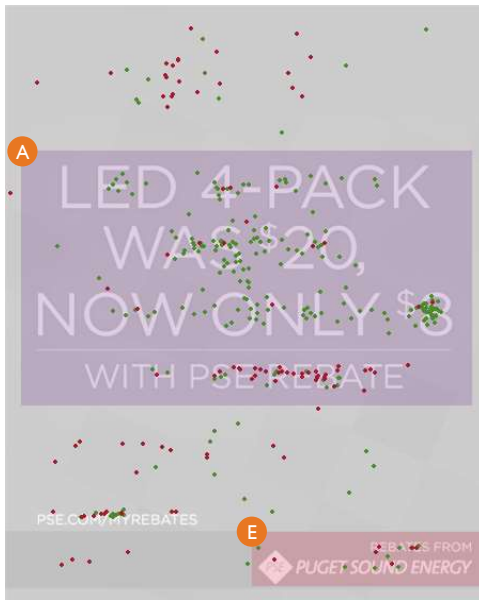 A
LED 4-PACK
WAS $20,
NOW ONLY $8
WITH PSE REBATE
PSE.COM/MYREBATES
E
REBATES FROM
PSE PUGET SOUND ENERGY